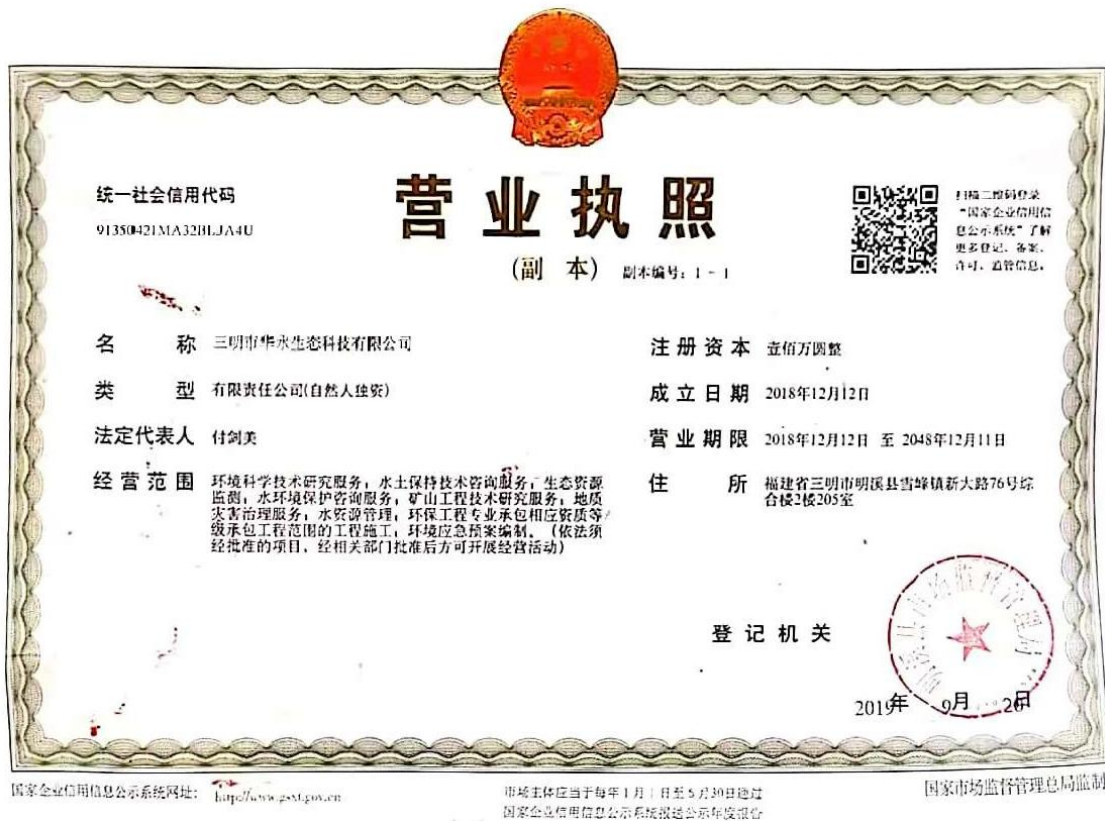 统一社会信用代码
91350421MA32BLJA4U
营业执照
(副 本) 副本编号：1-1
扫描二维码登录
“国家企业信用信
息公示系统”了解
更多登记、备案、
许可、监管信息。
名 称 三明市华永生态科技有限公司
类 型 有限责任公司(自然人独资)
法定代表人 付剑美
经营范围 环境科学技术研究服务；水土保持技术咨询服务；生态资源
监测；水环境保护咨询服务；矿山工程技术研究服务；地质
灾害治理服务；水资源管理；环保工程专业承包相应资质等
级承包工程范围的工程施工；环境应急预案编制。（依法须
经批准的项目，经相关部门批准后方可开展经营活动）
注册资本 壹佰万圆整
成立日期 2018年12月12日
营业期限 2018年12月12日 至 2048年12月11日
住 所 福建省三明市明溪县雪峰镇新大路76号综
合楼2楼205室
登记机关
明溪县市场监督管理局
2019年 9月 26日
国家企业信用信息公示系统网址：http://www.gsxt.gov.cn
市场主体应当于每年1月1日至6月30日通过
国家企业信用信息公示系统报送公示年度报告
国家市场监督管理总局监制